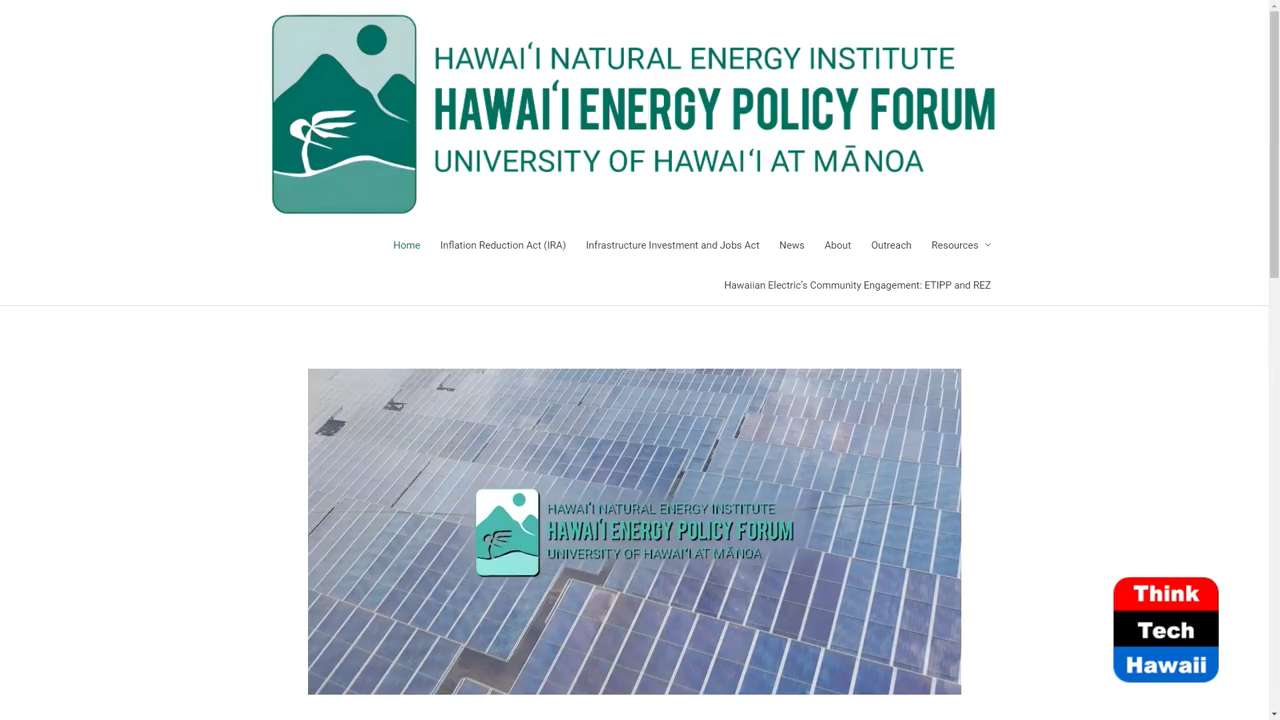 HAWAIʻI NATURAL ENERGY INSTITUTE
HAWAIʻI ENERGY POLICY FORUM
UNIVERSITY OF HAWAIʻI AT MĀNOA
Home Inflation Reduction Act (IRA) Infrastructure Investment and Jobs Act News About Outreach Resources
Hawaiian Electric’s Community Engagement: ETIPP and REZ
HAWAIʻI NATURAL ENERGY INSTITUTE
HAWAIʻI ENERGY POLICY FORUM
UNIVERSITY OF HAWAIʻI AT MĀNOA
Think
Tech
Hawaii